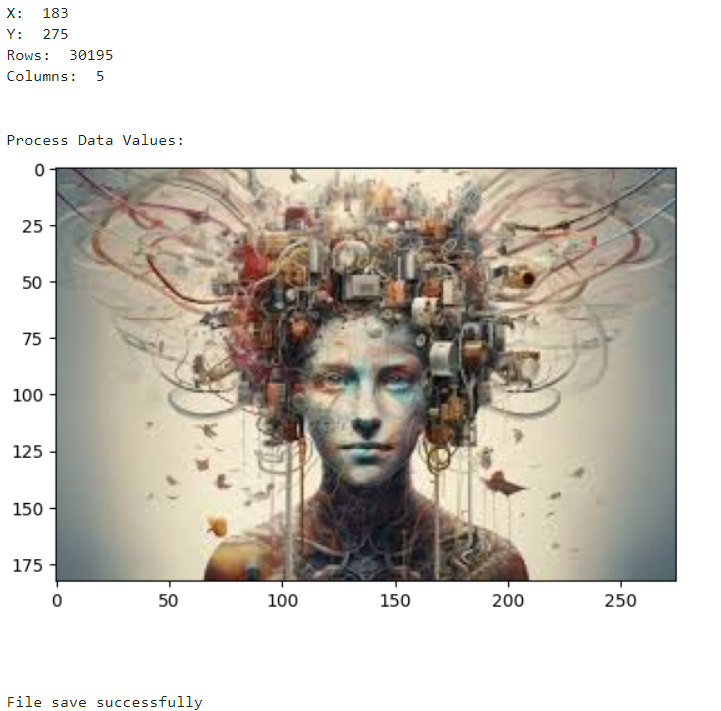 X:  183
Y:  275
Rows:  30195
Columns:  5
Process Data Values:
0
25
50
75
100
125
150
175
0 50 100 150 200 250
File save successfully